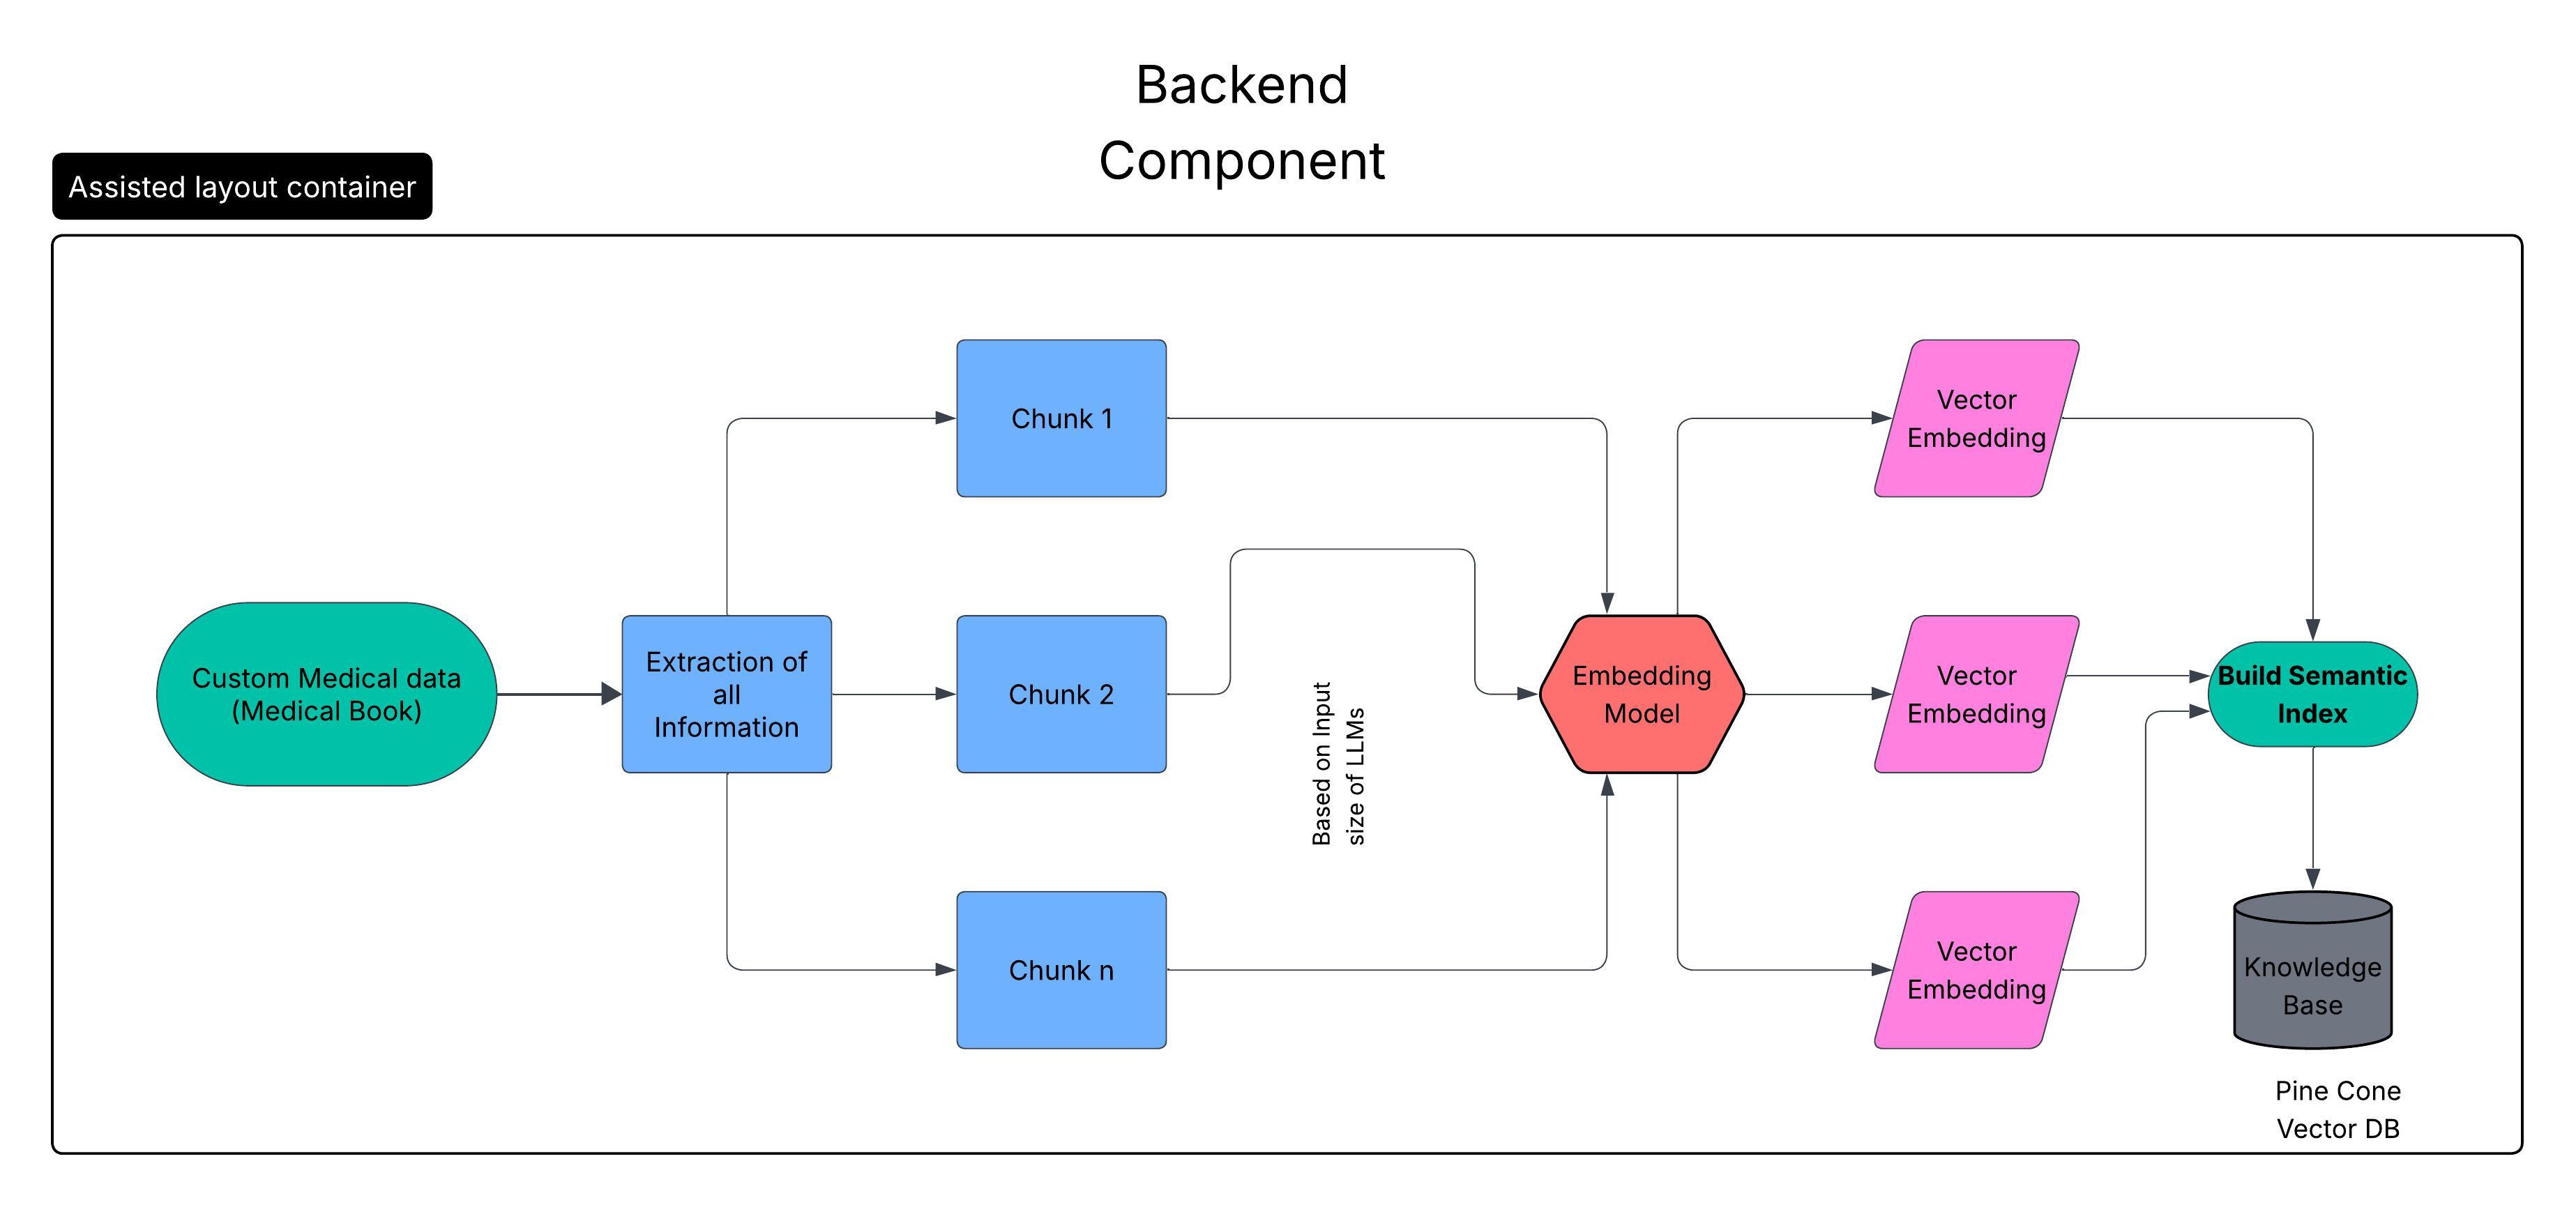 Backend
Component
Assisted layout container
Custom Medical data
(Medical Book)
Extraction of
all
Information
Chunk 1
Chunk 2
Chunk n
Based on Input
size of LLMs
Embedding
Model
Vector
Embedding
Vector
Embedding
Vector
Embedding
Build Semantic
Index
Knowledge
Base
Pine Cone
Vector DB